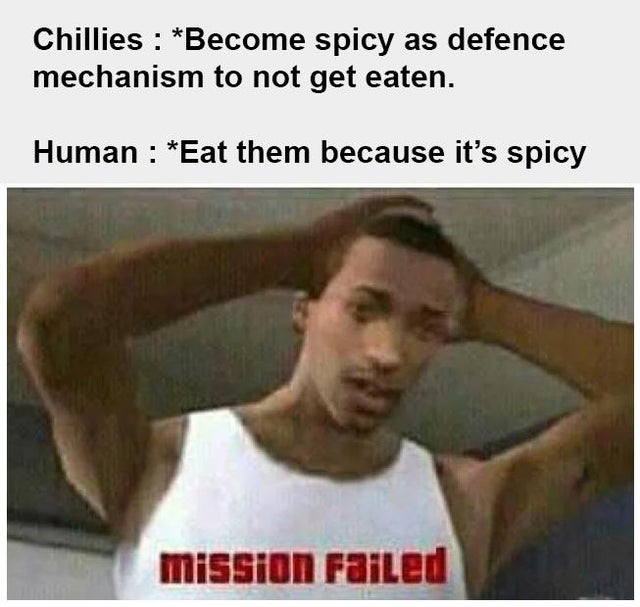 Chillies : *Become spicy as defence
mechanism to not get eaten.
Human : *Eat them because it’s spicy
mission failed